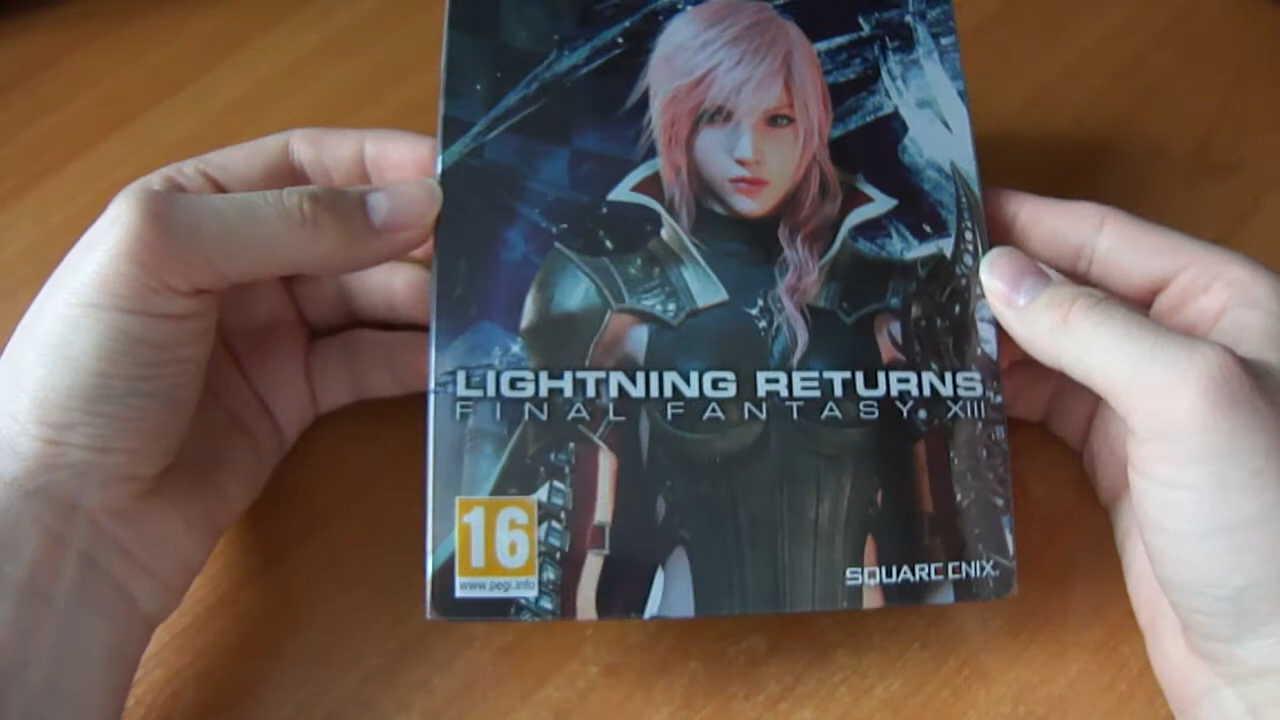 LIGHTNING RETURNS
FINAL FANTASY XIII
16
www.pegi.info
SQUARE ENIX